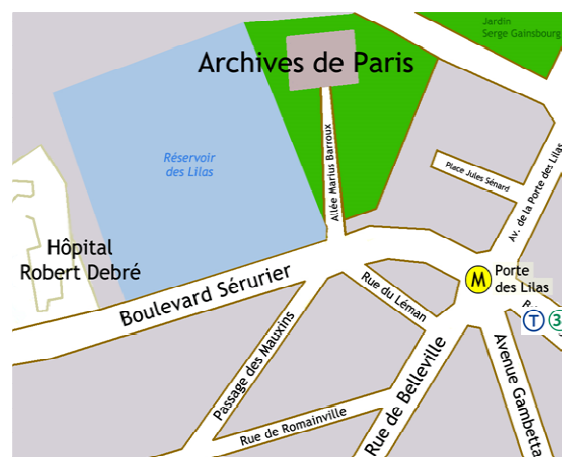 Jardin
Serge Gainsbourg
Archives de Paris
Réservoir
des Lilas
Allée Marius Barroux
Place Jules Sénard
Av. de la Porte des Lilas
Hôpital
Robert Debré
Boulevard Sérurier
M
Porte
des Lilas
T
3
Rue du Léman
Passage des Mauxins
Rue de Belleville
Avenue Gambetta
Rue de Romainville